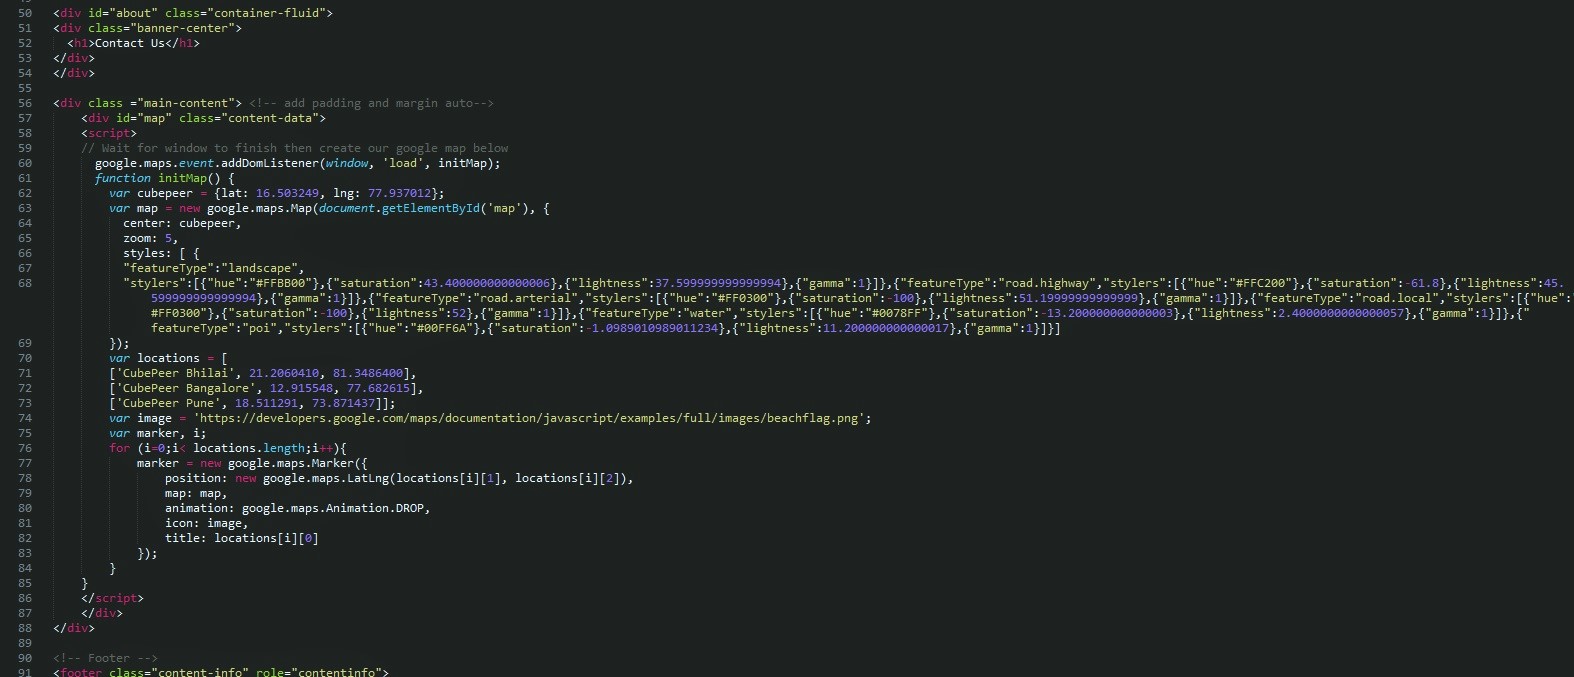 50 <div id="about" class="container-fluid">
51 <div class="banner-center">
52 <h1>Contact Us</h1>
53 </div>
54 </div>
55
56 <div class ="main-content"> <!-- add padding and margin auto-->
57 <div id="map" class="content-data">
58 <script>
59 // Wait for window to finish then create our google map below
60 google.maps.event.addDomListener(window, 'load', initMap);
61 function initMap() {
62 var cubepeer = {lat: 16.503249, lng: 77.937012};
63 var map = new google.maps.Map(document.getElementById('map'), {
64 center: cubepeer,
65 zoom: 5,
66 styles: [ {
67 "featureType":"landscape",
68 "stylers":[{"hue":"#FFBB00"},{"saturation":43.400000000000006},{"lightness":37.599999999999994},{"gamma":1}]},{"featureType":"road.highway","stylers":[{"hue":"#FFC200"},{"saturation":-61.8},{"lightness":45.
599999999999994},{"gamma":1}]},{"featureType":"road.arterial","stylers":[{"hue":"#FF0300"},{"saturation":-100},{"lightness":51.19999999999999},{"gamma":1}]},{"featureType":"road.local","stylers":[{"hue":"
#FF0300"},{"saturation":-100},{"lightness":52},{"gamma":1}]},{"featureType":"water","stylers":[{"hue":"#0078FF"},{"saturation":-13.200000000000003},{"lightness":2.4000000000000057},{"gamma":1}]},{"
featureType":"poi","stylers":[{"hue":"#00FF6A"},{"saturation":-1.0989010989011234},{"lightness":11.200000000000017},{"gamma":1}]}]
69 });
70 var locations = [
71 ['CubePeer Bhilai', 21.2060410, 81.3486400],
72 ['CubePeer Bangalore', 12.915548, 77.682615],
73 ['CubePeer Pune', 18.511291, 73.871437]];
74 var image = 'https://developers.google.com/maps/documentation/javascript/examples/full/images/beachflag.png';
75 var marker, i;
76 for (i=0;i< locations.length;i++){
77 marker = new google.maps.Marker({
78 position: new google.maps.LatLng(locations[i][1], locations[i][2]),
79 map: map,
80 animation: google.maps.Animation.DROP,
81 icon: image,
82 title: locations[i][0]
83 });
84 }
85 }
86 </script>
87 </div>
88 </div>
89
90 <!-- Footer -->
91 <footer class="content-info" role="contentinfo">